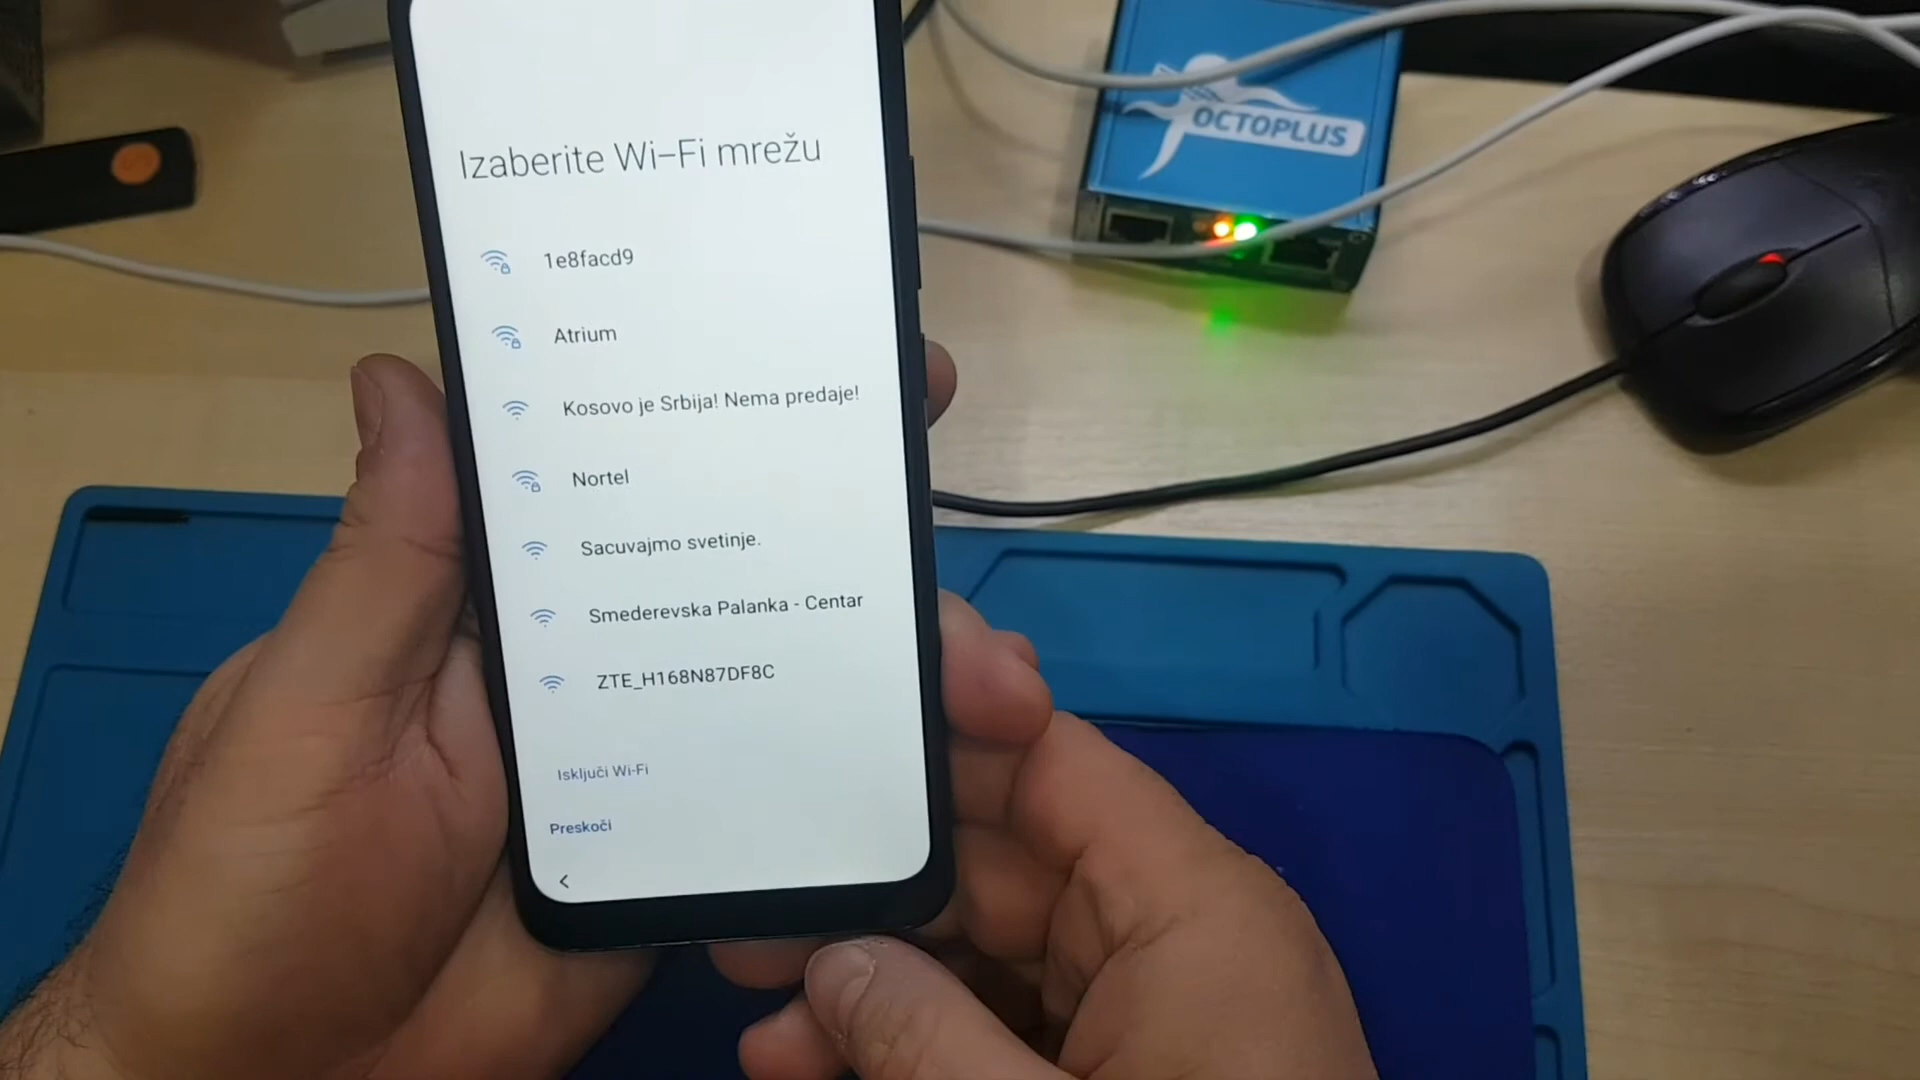 OCTOPLUS
Izaberite Wi-Fi mrežu
1e8facd9
Atrium
Kosovo je Srbija! Nema predaje!
Nortel
Sacuvajmo svetinje.
Smederevska Palanka - Centar
ZTE_H168N87DF8C
Isključi Wi-Fi
Preskoči